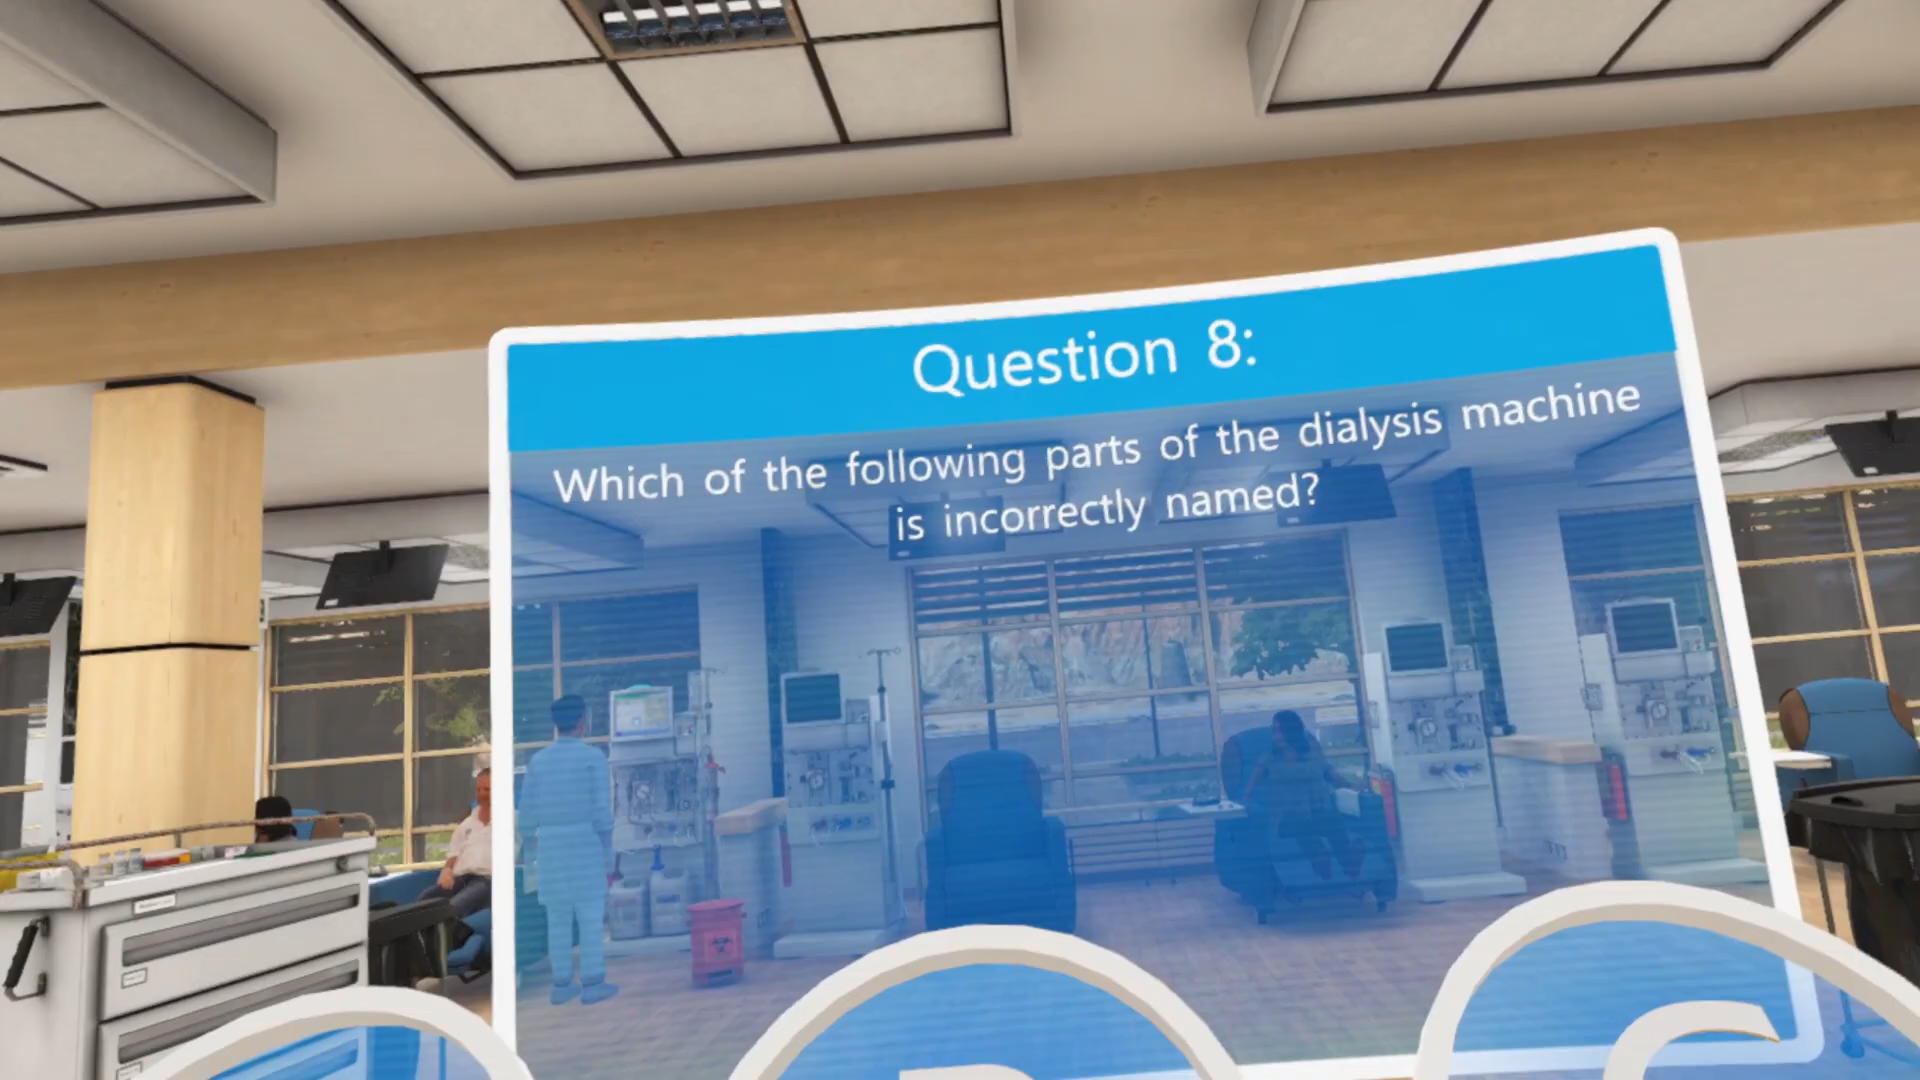 Question 8:
Which of the following parts of the dialysis machine
is incorrectly named?